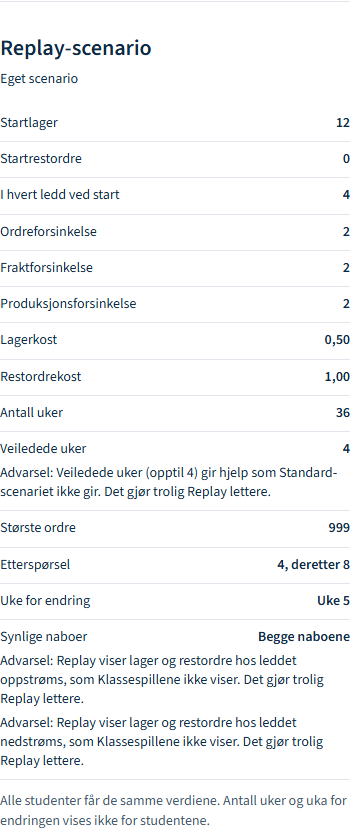 Replay-scenario
Eget scenario
Startlager 12
Startrestordre 0
I hvert ledd ved start 4
Ordreforsinkelse 2
Fraktforsinkelse 2
Produksjonsforsinkelse 2
Lagerkost 0,50
Restordrekost 1,00
Antall uker 36
Veiledede uker 4
Advarsel: Veiledede uker (opptil 4) gir hjelp som Standard-
scenariet ikke gir. Det gjør trolig Replay lettere.
Største ordre 999
Etterspørsel 4, deretter 8
Uke for endring Uke 5
Synlige naboer Begge naboene
Advarsel: Replay viser lager og restordre hos leddet
oppstrøms, som Klassespillene ikke viser. Det gjør trolig
Replay lettere.
Advarsel: Replay viser lager og restordre hos leddet
nedstrøms, som Klassespillene ikke viser. Det gjør trolig
Replay lettere.
Alle studenter får de samme verdiene. Antall uker og uka for
endringen vises ikke for studentene.